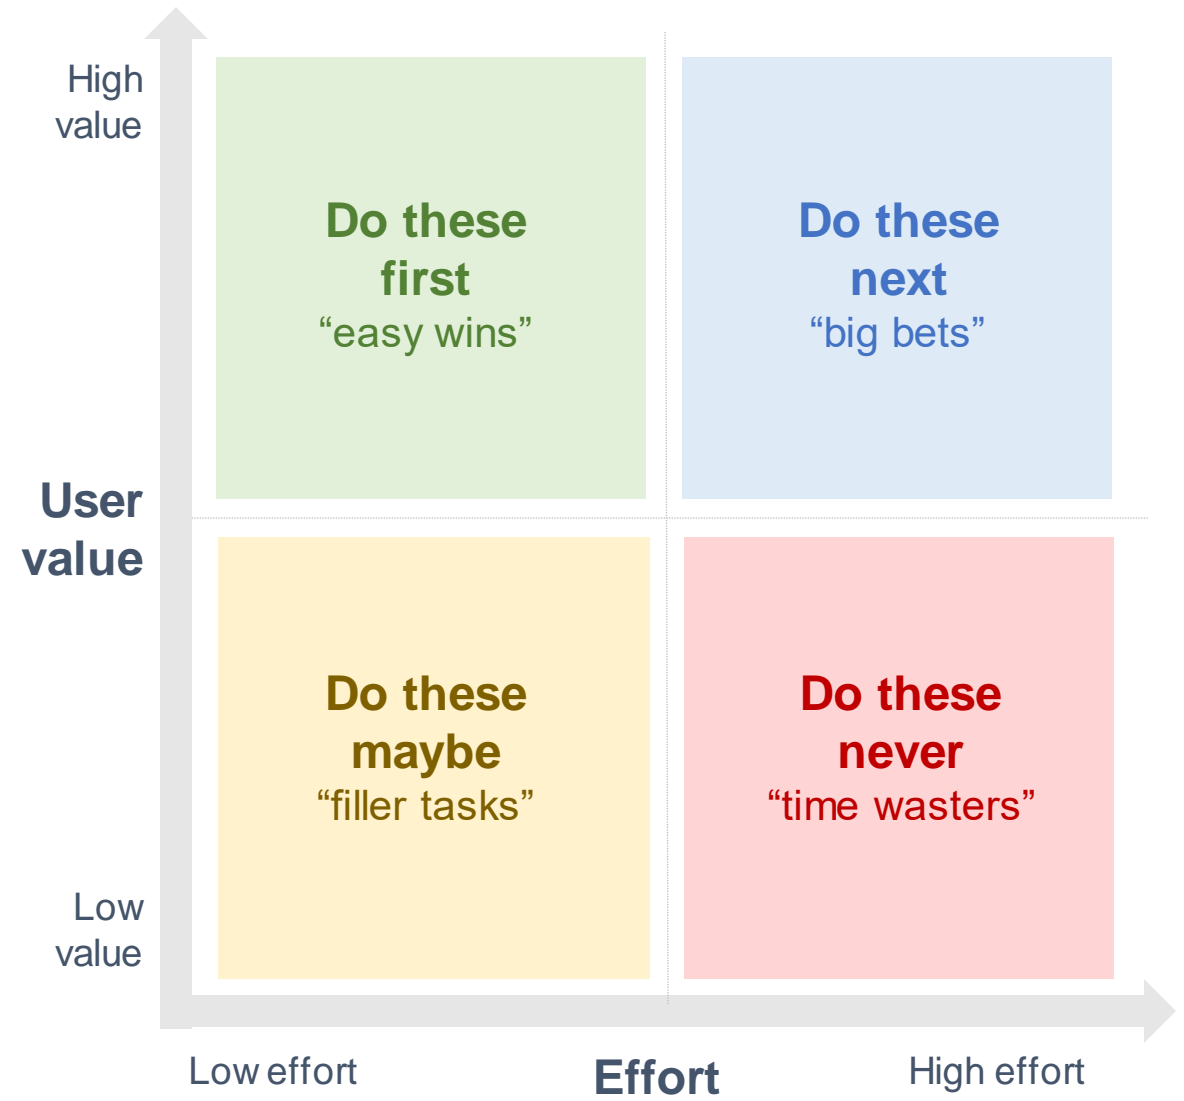 High
value
Do these
first
“easy wins”
Do these
next
“big bets”
User
value
Do these
maybe
“filler tasks”
Do these
never
“time wasters”
Low
value
Low effort
Effort
High effort